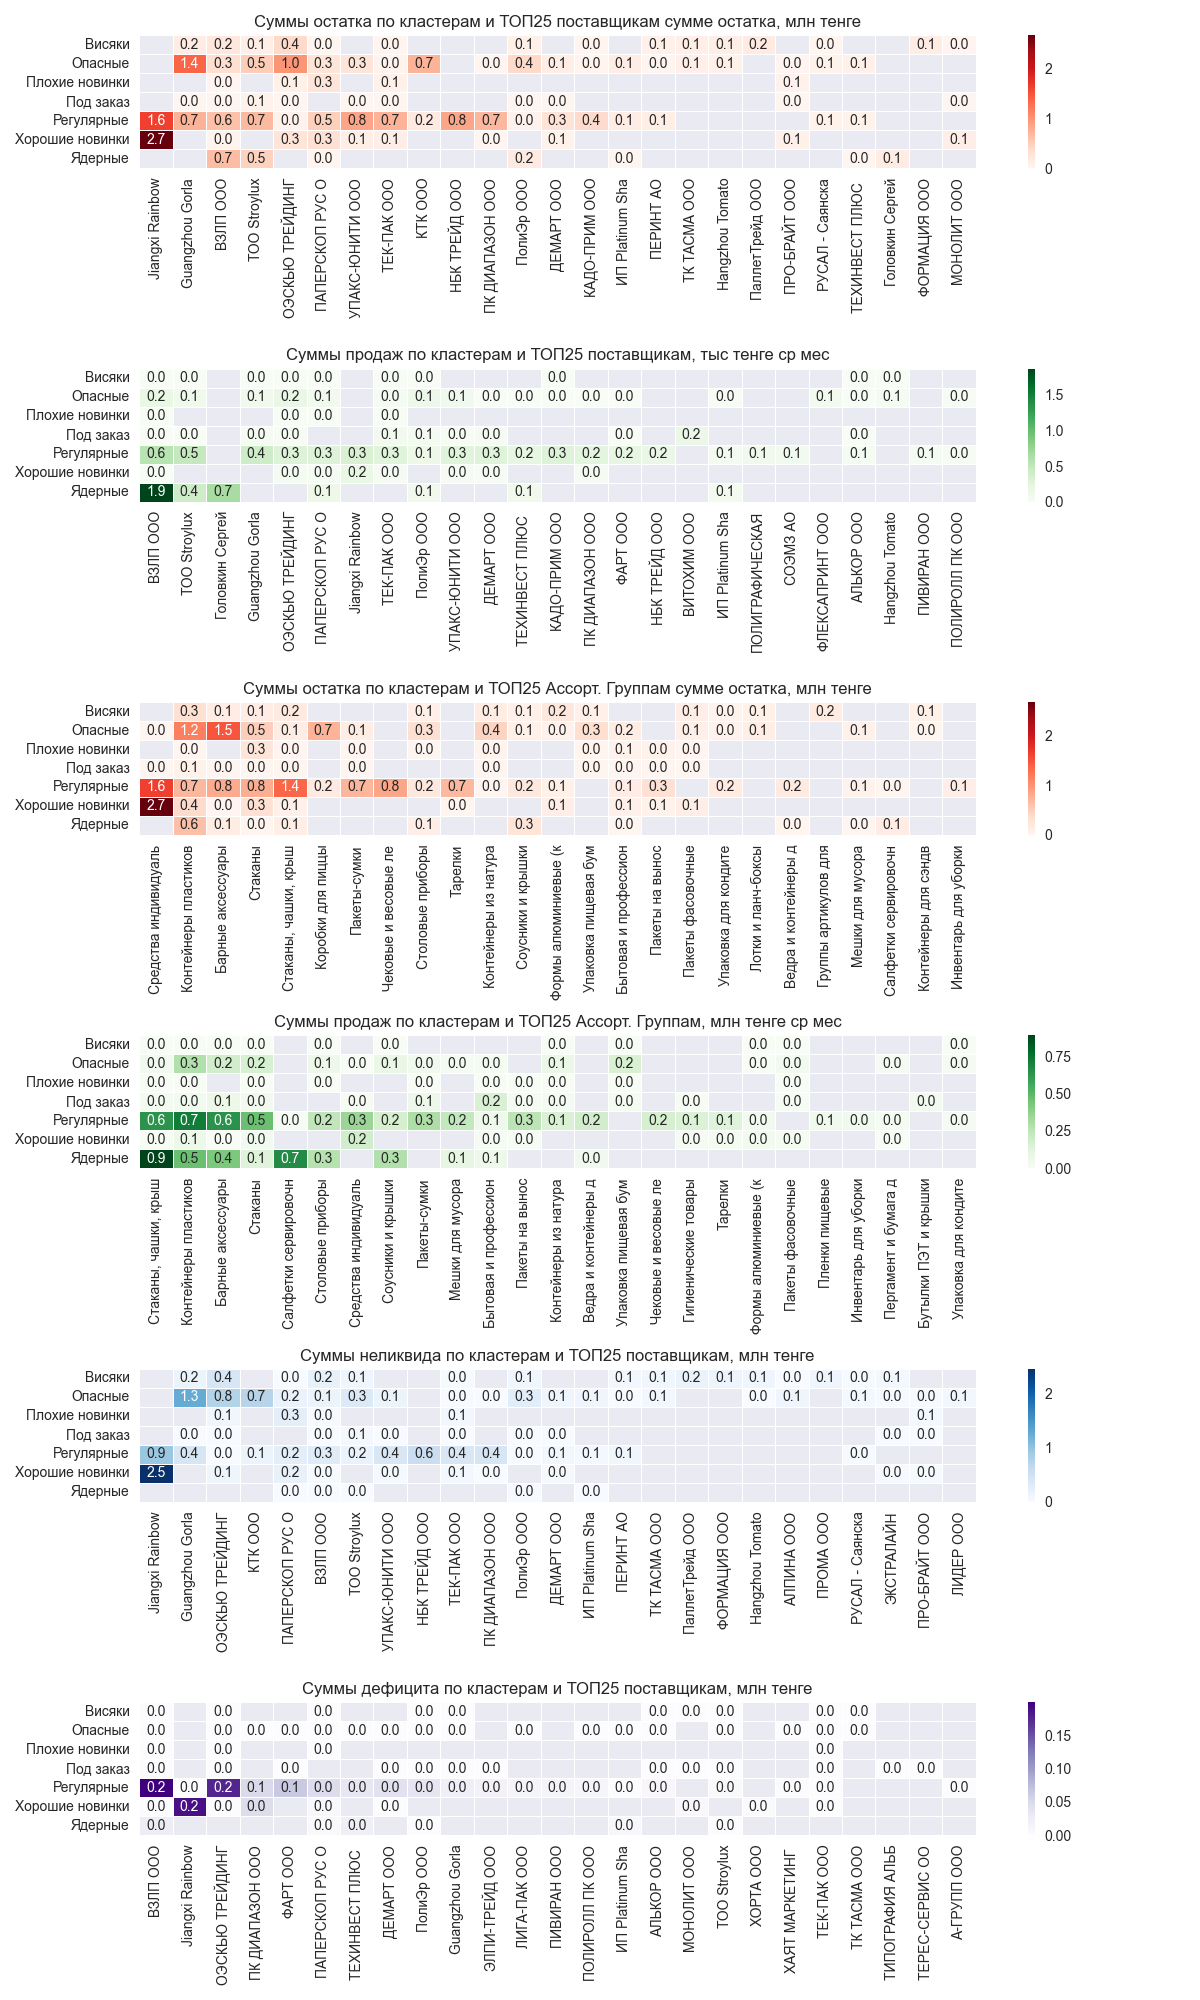 Суммы остатка по кластерам и ТОП25 поставщикам сумме остатка, млн тенге
Висяки 0.2 0.2 0.1 0.4 0.0 0.0 0.1 0.0 0.1 0.1 0.1 0.2 0.0 0.1 0.0
Опасные 1.4 0.3 0.5 1.0 0.3 0.3 0.0 0.7 0.0 0.4 0.1 0.0 0.1 0.0 0.1 0.1 0.0 0.1 0.1
Плохие новинки 0.0 0.1 0.3 0.1 0.1
Под заказ 0.0 0.0 0.1 0.0 0.0 0.0 0.0 0.0 0.0 0.0
Регулярные 1.6 0.7 0.6 0.7 0.0 0.5 0.8 0.7 0.2 0.8 0.7 0.0 0.3 0.4 0.1 0.1 0.1 0.1
Хорошие новинки 2.7 0.0 0.3 0.3 0.1 0.1 0.0 0.1 0.1 0.1
Ядерные 0.7 0.5 0.0 0.2 0.0 0.0 0.1
2
1
0
Jiangxi Rainbow
Guangzhou Gorla
ВЗЛП ООО
ТОО Stroylux
ОЭСКЬЮ ТРЕЙДИНГ
ПАПЕРСКОП РУС О
УПАКС-ЮНИТИ ООО
ТЕК-ПАК ООО
КТК ООО
НБК ТРЕЙД ООО
ПК ДИАПАЗОН ООО
ПолиЭр ООО
ДЕМАРТ ООО
КАДО-ПРИМ ООО
ИП Platinum Sha
ПЕРИНТ АО
ТК ТАСМА ООО
Hangzhou Tomato
ПаллетТрейд ООО
ПРО-БРАЙТ ООО
РУСАЛ - Саянска
ТЕХИНВЕСТ ПЛЮС
Головкин Сергей
ФОРМАЦИЯ ООО
МОНОЛИТ ООО
Суммы продаж по кластерам и ТОП25 поставщикам, тыс тенге ср мес
Висяки 0.0 0.0 0.0 0.0 0.0 0.0 0.0 0.0 0.0 0.0
Опасные 0.2 0.1 0.1 0.2 0.1 0.0 0.1 0.1 0.0 0.0 0.0 0.0 0.0 0.0 0.1 0.0 0.1 0.0
Плохие новинки 0.0 0.0 0.0 0.0
Под заказ 0.0 0.0 0.0 0.0 0.1 0.1 0.0 0.0 0.0 0.2 0.0
Регулярные 0.6 0.5 0.4 0.3 0.3 0.3 0.3 0.1 0.3 0.3 0.2 0.3 0.2 0.2 0.2 0.1 0.1 0.1 0.1 0.1 0.0
Хорошие новинки 0.0 0.0 0.0 0.2 0.0 0.0 0.0 0.0
Ядерные 1.9 0.4 0.7 0.1 0.1 0.1 0.1
1.5
1.0
0.5
0.0
ВЗЛП ООО
ТОО Stroylux
Головкин Сергей
Guangzhou Gorla
ОЭСКЬЮ ТРЕЙДИНГ
ПАПЕРСКОП РУС О
Jiangxi Rainbow
ТЕК-ПАК ООО
ПолиЭр ООО
УПАКС-ЮНИТИ ООО
ДЕМАРТ ООО
ТЕХИНВЕСТ ПЛЮС
КАДО-ПРИМ ООО
ПК ДИАПАЗОН ООО
ФАРТ ООО
НБК ТРЕЙД ООО
ВИТОХИМ ООО
ИП Platinum Sha
ПОЛИГРАФИЧЕСКАЯ
СОЭМЗ АО
ФЛЕКСАПРИНТ ООО
АЛЬКОР ООО
Hangzhou Tomato
ПИВИРАН ООО
ПОЛИРОЛЛ ПК ООО
Суммы остатка по кластерам и ТОП25 Ассорт. Группам сумме остатка, млн тенге
Висяки 0.3 0.1 0.1 0.2 0.1 0.1 0.1 0.2 0.1 0.1 0.0 0.1 0.2 0.1
Опасные 0.0 1.2 1.5 0.5 0.1 0.7 0.1 0.3 0.4 0.1 0.0 0.3 0.2 0.1 0.0 0.1 0.1 0.0
Плохие новинки 0.0 0.3 0.0 0.0 0.0 0.0 0.0 0.1 0.0 0.0
Под заказ 0.0 0.1 0.0 0.0 0.0 0.0 0.0 0.0 0.0 0.0 0.0
Регулярные 1.6 0.7 0.8 0.8 1.4 0.2 0.7 0.8 0.2 0.7 0.0 0.2 0.1 0.1 0.3 0.2 0.2 0.1 0.0 0.1
Хорошие новинки 2.7 0.4 0.0 0.3 0.1 0.0 0.1 0.1 0.1 0.1
Ядерные 0.6 0.1 0.0 0.1 0.1 0.3 0.0 0.0 0.0 0.1
2
1
0
Средства индивидуаль
Контейнеры пластиков
Барные аксессуары
Стаканы
Стаканы, чашки, крыш
Коробки для пиццы
Пакеты-сумки
Чековые и весовые ле
Столовые приборы
Тарелки
Контейнеры из натура
Соусники и крышки
Формы алюминиевые (к
Упаковка пищевая бум
Бытовая и профессион
Пакеты на вынос
Пакеты фасовочные
Упаковка для кондите
Лотки и ланч-боксы
Ведра и контейнеры д
Группы артикулов для
Мешки для мусора
Салфетки сервировочн
Контейнеры для сэндв
Инвентарь для уборки
Суммы продаж по кластерам и ТОП25 Ассорт. Группам, млн тенге ср мес
Висяки 0.0 0.0 0.0 0.0 0.0 0.0 0.0 0.0 0.0 0.0 0.0
Опасные 0.0 0.3 0.2 0.2 0.1 0.0 0.1 0.0 0.0 0.0 0.1 0.2 0.0 0.0 0.0 0.0
Плохие новинки 0.0 0.0 0.0 0.0 0.0 0.0 0.0 0.0 0.0 0.0
Под заказ 0.0 0.0 0.1 0.0 0.0 0.1 0.2 0.0 0.0 0.0 0.0 0.0 0.0
Регулярные 0.6 0.7 0.6 0.5 0.0 0.2 0.3 0.2 0.3 0.2 0.1 0.3 0.1 0.2 0.2 0.1 0.1 0.0 0.1 0.0 0.0 0.0
Хорошие новинки 0.0 0.1 0.0 0.0 0.2 0.0 0.0 0.0 0.0 0.0 0.0 0.0
Ядерные 0.9 0.5 0.4 0.1 0.7 0.3 0.3 0.1 0.1 0.0
0.75
0.50
0.25
0.00
Стаканы, чашки, крыш
Контейнеры пластиков
Барные аксессуары
Стаканы
Салфетки сервировочн
Столовые приборы
Средства индивидуаль
Соусники и крышки
Пакеты-сумки
Мешки для мусора
Бытовая и профессион
Пакеты на вынос
Контейнеры из натура
Ведра и контейнеры д
Упаковка пищевая бум
Чековые и весовые ле
Гигиенические товары
Тарелки
Формы алюминиевые (к
Пакеты фасовочные
Пленки пищевые
Инвентарь для уборки
Пергамент и бумага д
Бутылки ПЭТ и крышки
Упаковка для кондите
Суммы неликвида по кластерам и ТОП25 поставщикам, млн тенге
Висяки 0.2 0.4 0.0 0.2 0.1 0.0 0.1 0.1 0.1 0.2 0.1 0.1 0.0 0.1 0.0 0.1
Опасные 1.3 0.8 0.7 0.2 0.1 0.3 0.1 0.0 0.0 0.3 0.1 0.1 0.0 0.1 0.0 0.1 0.1 0.0 0.0 0.1
Плохие новинки 0.1 0.3 0.0 0.1 0.1
Под заказ 0.0 0.0 0.0 0.1 0.0 0.0 0.0 0.0 0.0 0.0
Регулярные 0.9 0.4 0.0 0.1 0.2 0.3 0.2 0.4 0.6 0.4 0.4 0.0 0.1 0.1 0.1 0.0
Хорошие новинки 2.5 0.1 0.2 0.0 0.0 0.1 0.0 0.0 0.0 0.0
Ядерные 0.0 0.0 0.0 0.0 0.0
2
1
0
Jiangxi Rainbow
Guangzhou Gorla
ОЭСКЬЮ ТРЕЙДИНГ
КТК ООО
ПАПЕРСКОП РУС О
ВЗЛП ООО
ТОО Stroylux
УПАКС-ЮНИТИ ООО
НБК ТРЕЙД ООО
ТЕК-ПАК ООО
ПК ДИАПАЗОН ООО
ПолиЭр ООО
ДЕМАРТ ООО
ИП Platinum Sha
ПЕРИНТ АО
ТК ТАСМА ООО
ПаллетТрейд ООО
ФОРМАЦИЯ ООО
Hangzhou Tomato
АЛПИНА ООО
ПРОМА ООО
РУСАЛ - Саянска
ЭКСТРАЛАЙН
ПРО-БРАЙТ ООО
ЛИДЕР ООО
Суммы дефицита по кластерам и ТОП25 поставщикам, млн тенге
Висяки 0.0 0.0 0.0 0.0 0.0 0.0 0.0 0.0 0.0 0.0
Опасные 0.0 0.0 0.0 0.0 0.0 0.0 0.0 0.0 0.0 0.0 0.0 0.0 0.0 0.0 0.0 0.0 0.0 0.0
Плохие новинки 0.0 0.0 0.0 0.0
Под заказ 0.0 0.0 0.0 0.0 0.0 0.0 0.0 0.0 0.0 0.0 0.0 0.0
Регулярные 0.2 0.0 0.2 0.1 0.1 0.0 0.0 0.0 0.0 0.0 0.0 0.0 0.0 0.0 0.0 0.0 0.0 0.0 0.0 0.0
Хорошие новинки 0.0 0.2 0.0 0.0 0.0 0.0 0.0 0.0 0.0
Ядерные 0.0 0.0 0.0 0.0 0.0 0.0
0.15
0.10
0.05
0.00
ВЗЛП ООО
Jiangxi Rainbow
ОЭСКЬЮ ТРЕЙДИНГ
ПК ДИАПАЗОН ООО
ФАРТ ООО
ПАПЕРСКОП РУС О
ТЕХИНВЕСТ ПЛЮС
ДЕМАРТ ООО
ПолиЭр ООО
Guangzhou Gorla
ЭЛПИ-ТРЕЙД ОО
ЛИГА-ПАК ООО
ПИВИРАН ООО
ПОЛИРОЛЛ ПК ООО
ИП Platinum Sha
АЛЬКОР ООО
МОНОЛИТ ООО
ТОО Stroylux
ХОРТА ООО
ХАЯТ МАРКЕТИНГ
ТЕК-ПАК ООО
ТК ТАСМА ООО
ТИПОГРАФИЯ АЛЬБ
ТЕРЕС-СЕРВИС ОО
А-ГРУПП ООО